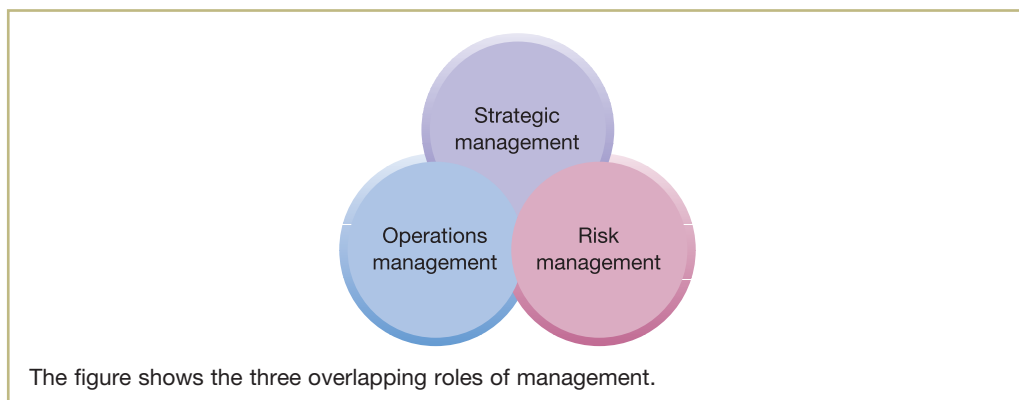 Strategic
management
Operations
management
Risk
management
The figure shows the three overlapping roles of management.